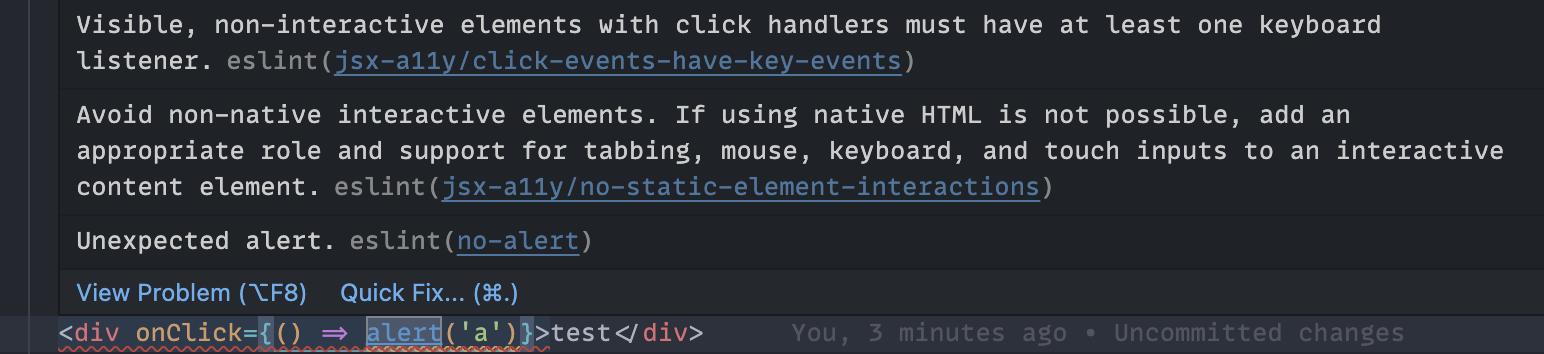 Visible, non-interactive elements with click handlers must have at least one keyboard
listener. eslint(jsx-a11y/click-events-have-key-events)
Avoid non-native interactive elements. If using native HTML is not possible, add an
appropriate role and support for tabbing, mouse, keyboard, and touch inputs to an interactive
content element. eslint(jsx-a11y/no-static-element-interactions)
Unexpected alert. eslint(no-alert)
View Problem (⌥F8) Quick Fix... (⌘.)
<div onClick={() => alert('a')}>test</div> You, 3 minutes ago • Uncommitted changes